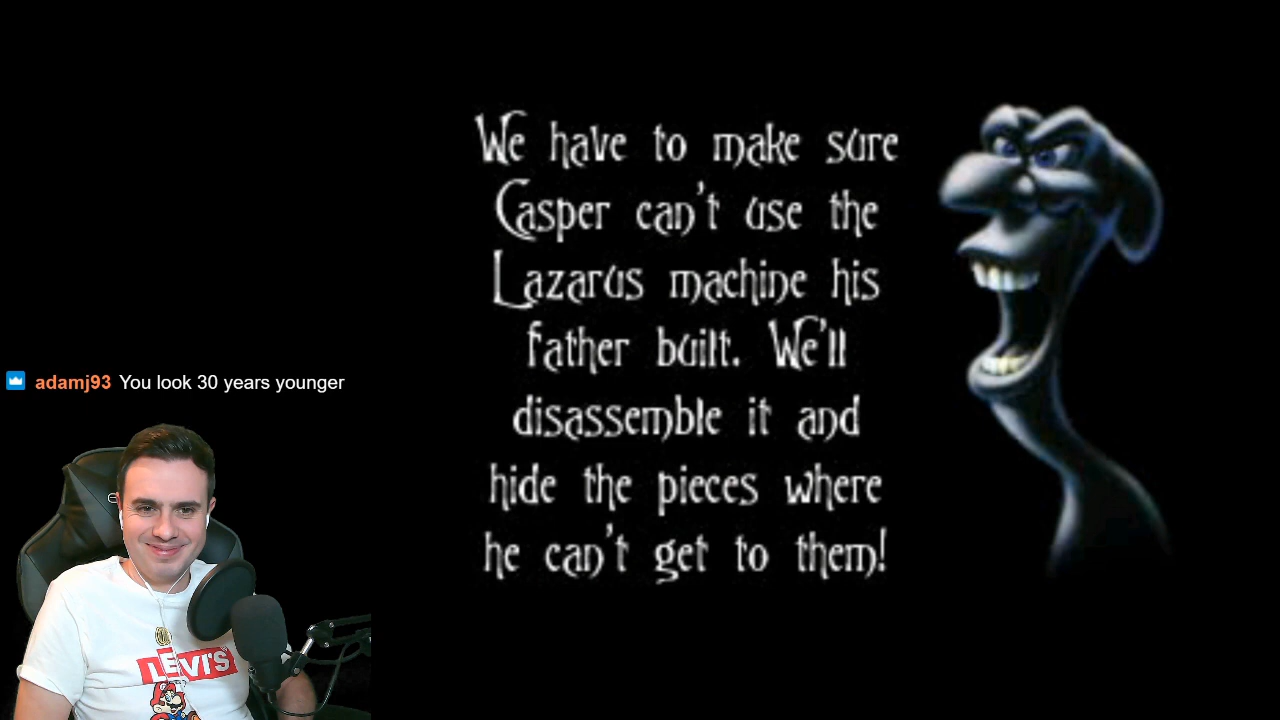 We have to make sure
Casper can't use the
Lazarus machine his
father built. We'll
disassemble it and
hide the pieces where
he can't get to them!
adamj93 You look 30 years younger
LEVI'S